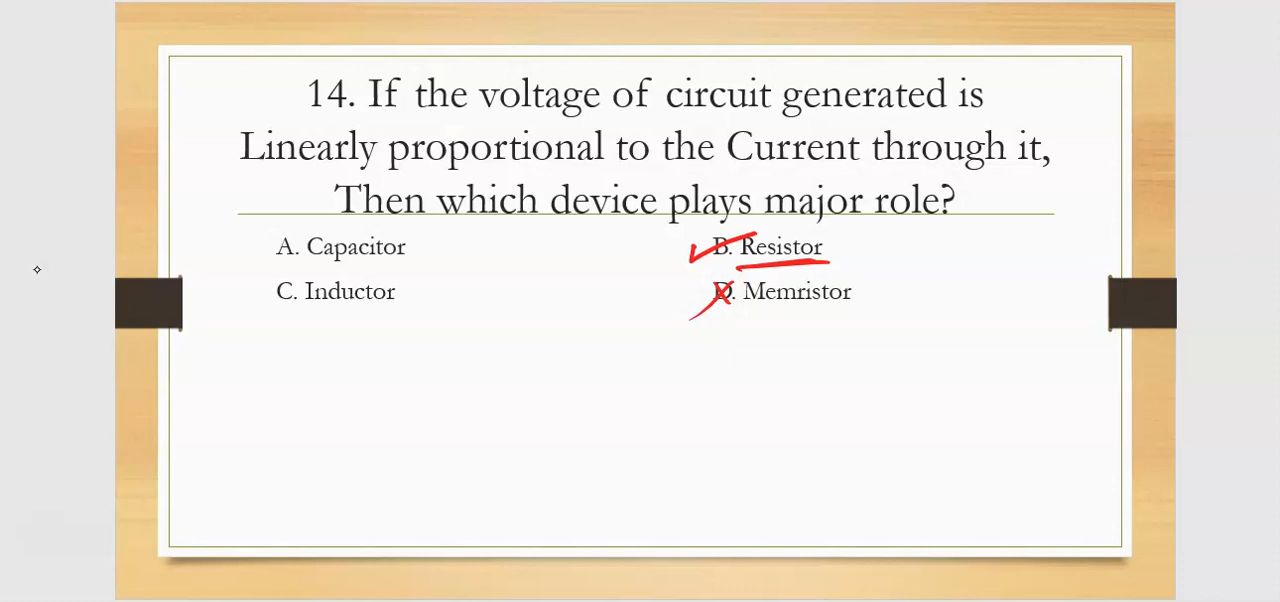 14. If the voltage of circuit generated is
Linearly proportional to the Current through it,
Then which device plays major role?
A. Capacitor
B. Resistor
C. Inductor
D. Memristor